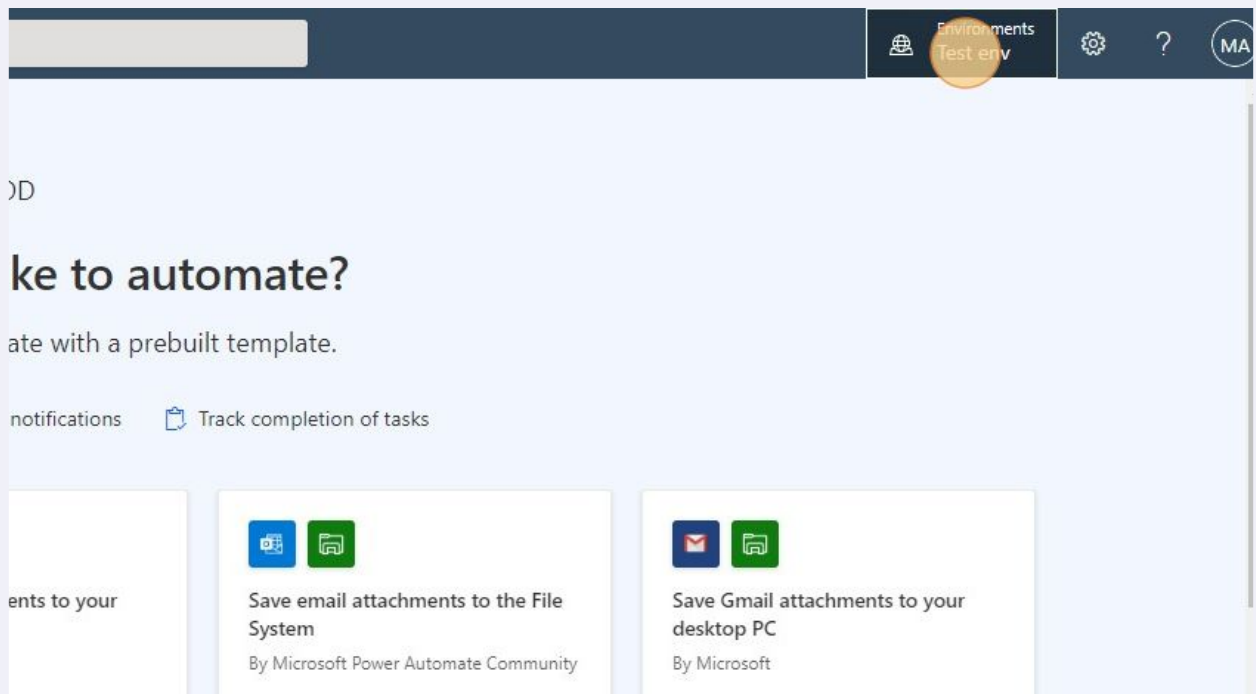 Environments
Test env
?
MA
OD
ke to automate?
ate with a prebuilt template.
notifications
Track completion of tasks
ents to your
Save email attachments to the File
System
By Microsoft Power Automate Community
Save Gmail attachments to your
desktop PC
By Microsoft